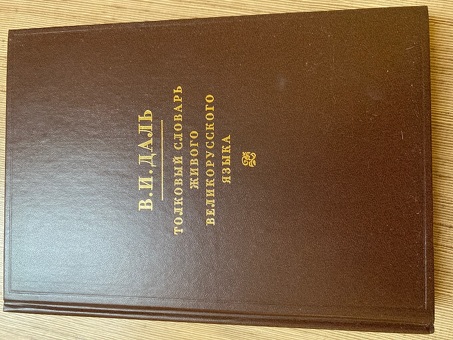 В.И.ДАЛЬ
ТОЛКОВЫЙ СЛОВАРЬ
ЖИВОГО
ВЕЛИКОРУССКОГО
ЯЗЫКА